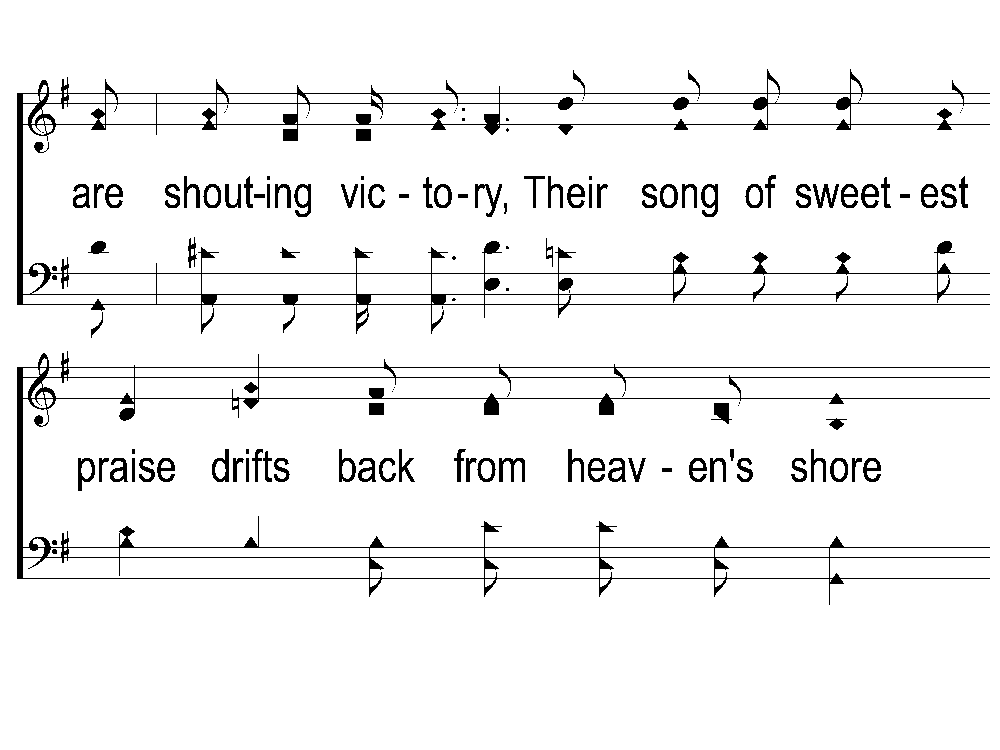 are shout-ing vic - to - ry, Their song of sweet - est
praise drifts back from heav - en's shore